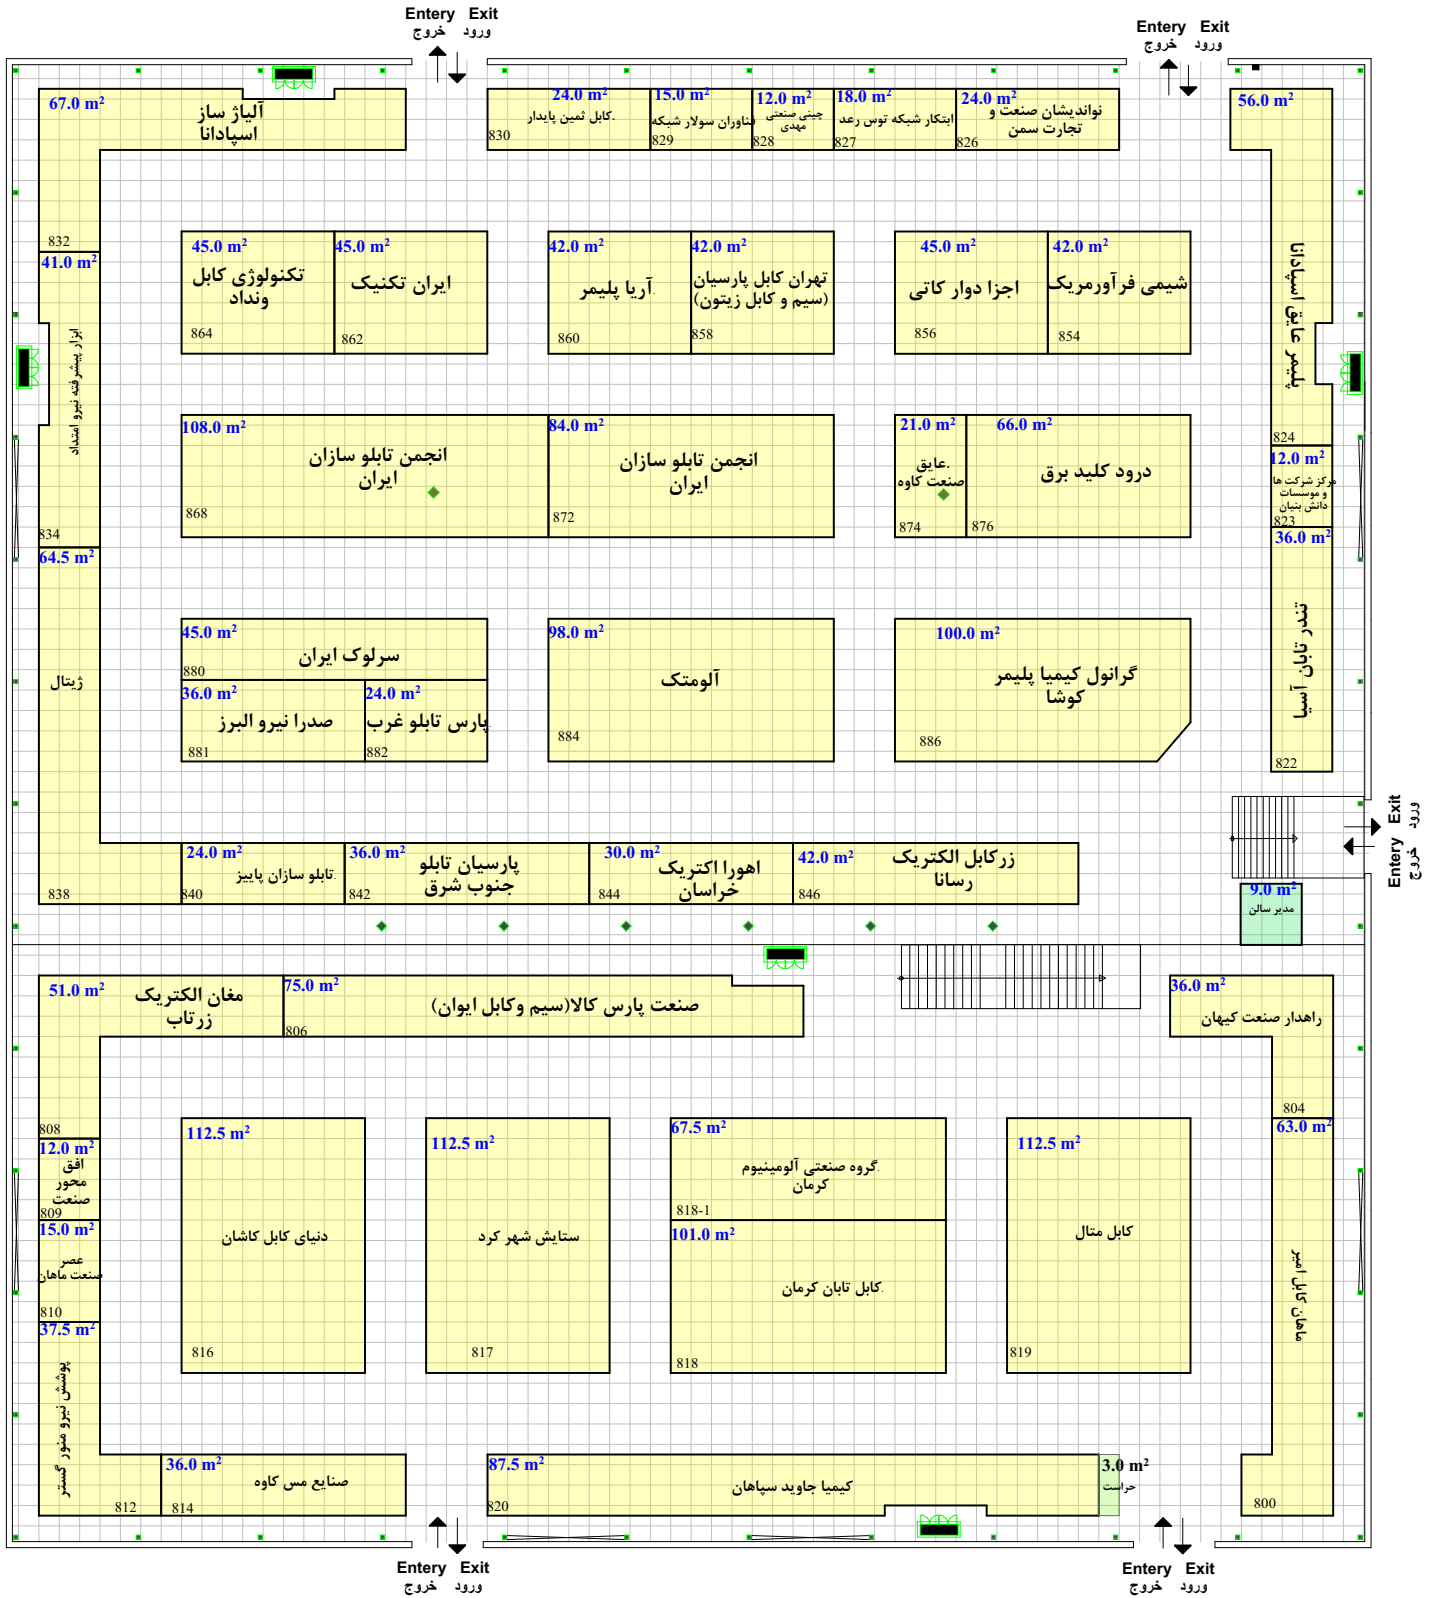 Entery Exit
خروج ورود
Entery Exit
خروج ورود
67.0 m²
آلیاژ ساز
اسپادانا
832
24.0 m²
کابل ثمین پایدار.
830
15.0 m²
فناوران سولار شبکه
829
12.0 m²
چینی صنعتی
مهدی
828
18.0 m²
ابتکار شبکه توس رعد
827
24.0 m²
نواندیشان صنعت و
تجارت سمن
826
56.0 m²
پلیمر عایق اسپادانا
824
41.0 m²
ابزار پیشرفته نیرو امتداد
834
45.0 m²
تکنولوژی کابل
ونداد
864
45.0 m²
ایران تکنیک
862
42.0 m²
آریا پلیمر.
860
42.0 m²
تهران کابل پارسیان
(سیم و کابل زیتون)
858
45.0 m²
اجزا دوار کاتی
856
42.0 m²
شیمی فرآورمریک
854
108.0 m²
انجمن تابلو سازان
ایران
868
84.0 m²
انجمن تابلو سازان
ایران
872
21.0 m²
عایق.
صنعت کاوه
874
66.0 m²
درود کلید برق
876
12.0 m²
مرکز شرکت ها
و موسسات
دانش بنیان
823
36.0 m²
تندر تابان آسیا
822
64.5 m²
ژیتال
838
45.0 m²
سرلوک ایران
880
36.0 m²
صدرا نیرو البرز
881
24.0 m²
پارس تابلو غرب.
882
98.0 m²
آلومتک
884
100.0 m²
گرانول کیمیا پلیمر
کوشا
886
Entery Exit
خروج ورود
24.0 m²
تابلو سازان پاییز.
840
36.0 m²
پارسیان تابلو
جنوب شرق
842
30.0 m²
اهورا اکتریک
خراسان
844
42.0 m²
زرکابل الکتریک
رسانا
846
9.0 m²
مدیر سالن
51.0 m²
مغان الکتریک
زرتاب
808
75.0 m²
صنعت پارس کالا(سیم وکابل ایوان)
806
36.0 m²
راهدار صنعت کیهان
804
12.0 m²
افق
محور
صنعت
809
15.0 m²
عصر
صنعت ماهان
810
37.5 m²
پوشش نیرو منور گستر
812
112.5 m²
دنیای کابل کاشان
816
112.5 m²
ستایش شهر کرد
817
67.5 m²
گروه صنعتی آلومینیوم.
کرمان
818-1
101.0 m²
کابل تابان کرمان.
818
112.5 m²
کابل متال
819
63.0 m²
ماهان کابل امیر
800
36.0 m²
صنایع مس کاوه
814
87.5 m²
کیمیا جاوید سپاهان
820
3.0 m²
حراست
Entery Exit
خروج ورود
Entery Exit
خروج ورود